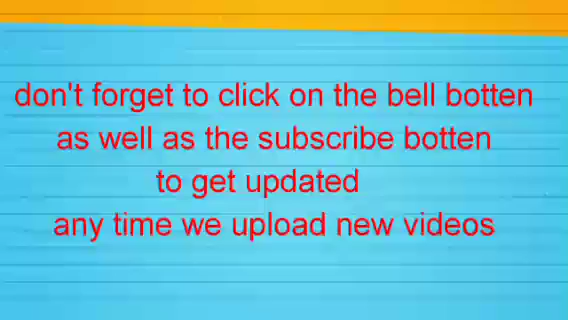 don't forget to click on the bell botten
as well as the subscribe botten
to get updated
any time we upload new videos